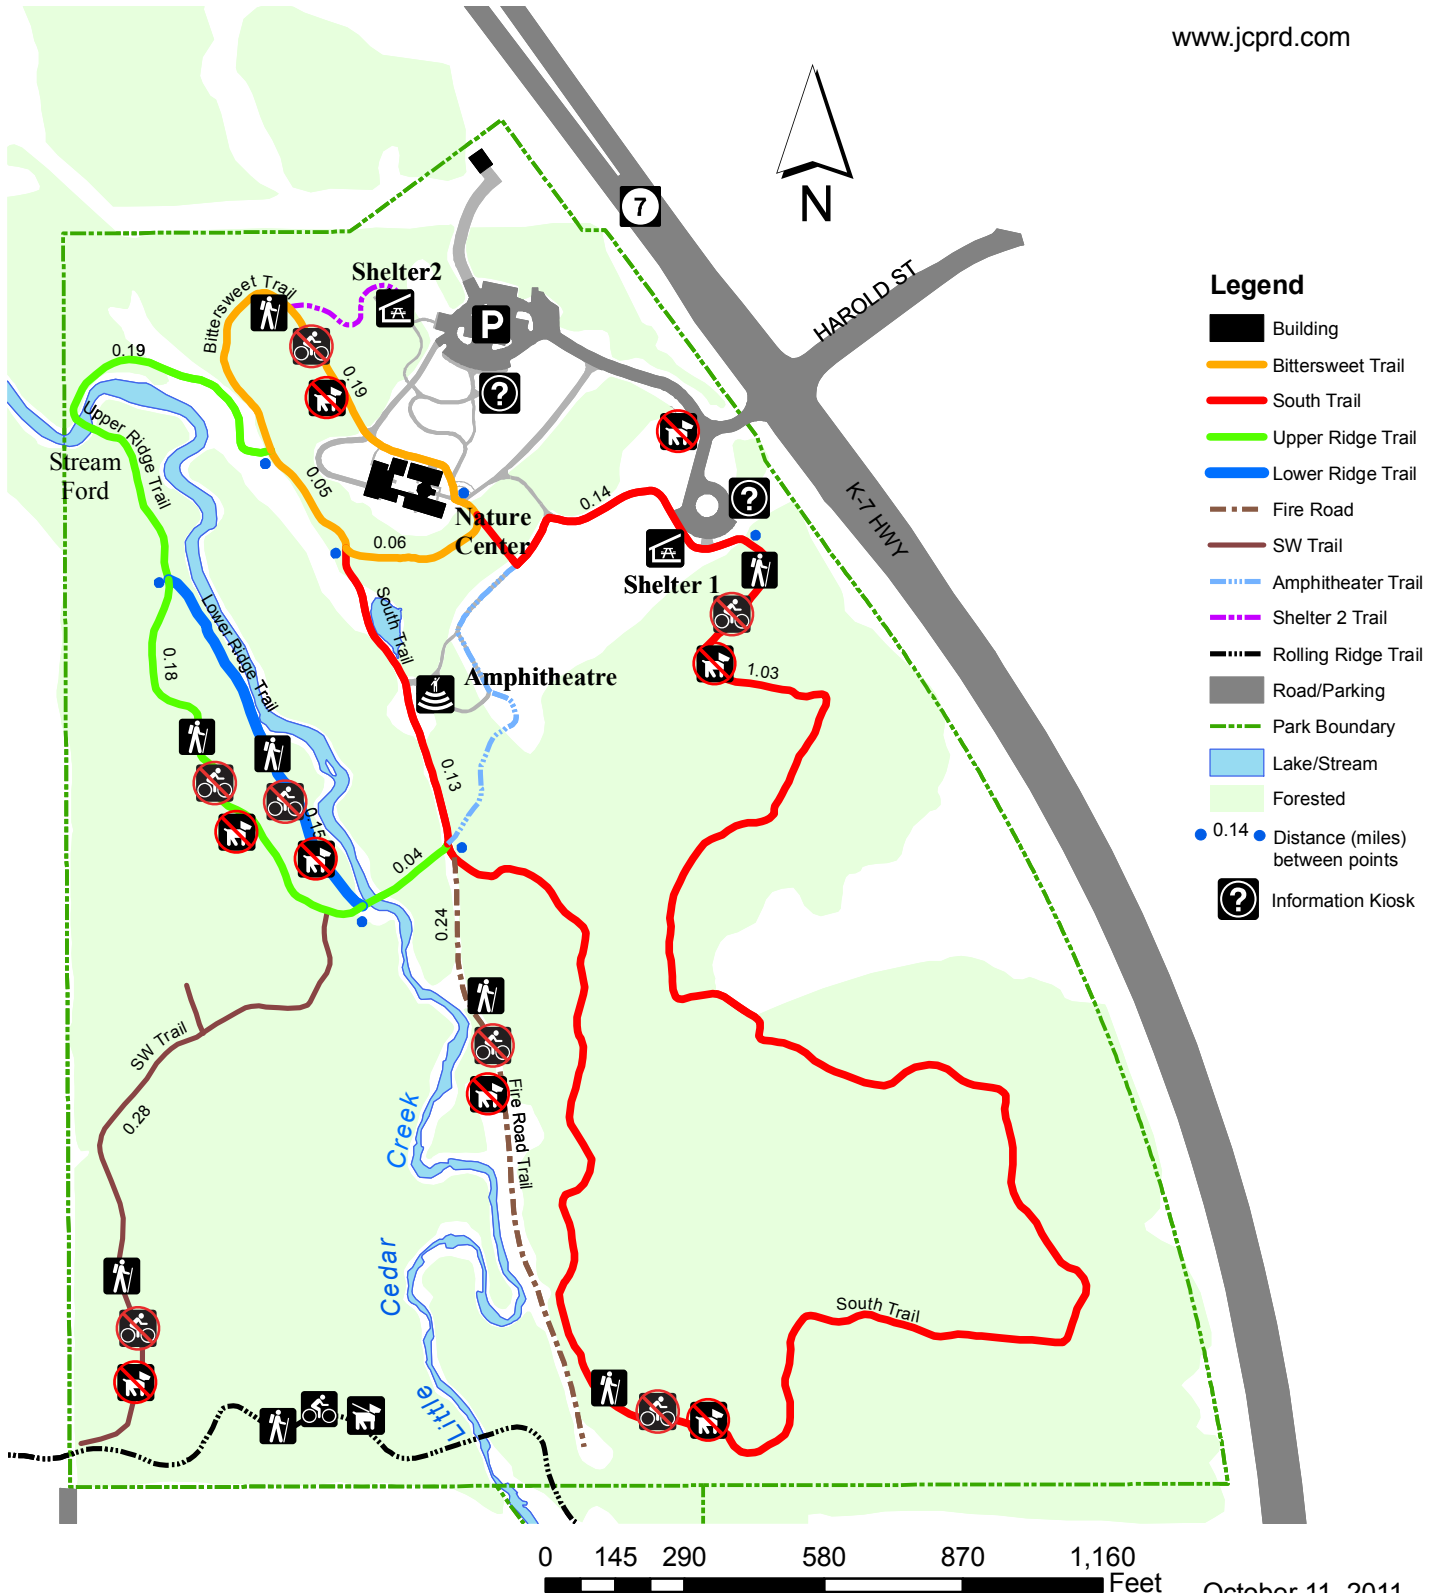 www.jcprd.com
N
7
HAROLD ST
K-7 HWY
Shelter2
P
?
Bittersweet Trail
0.19
0.19
Upper Ridge Trail
Stream
Ford
0.05
0.06
Nature
Center
0.14
?
Shelter 1
South Trail
Lower Ridge Trail
0.18
Amphitheatre
1.03
0.13
0.15
0.04
0.24
SW Trail
0.28
Fire Road Trail
Creek
Cedar
Little
South Trail
Legend
Building
Bittersweet Trail
South Trail
Upper Ridge Trail
Lower Ridge Trail
Fire Road
SW Trail
Amphitheater Trail
Shelter 2 Trail
Rolling Ridge Trail
Road/Parking
Park Boundary
Lake/Stream
Forested
0.14 Distance (miles)
between points
? Information Kiosk
0 145 290 580 870 1,160
Feet
October 11, 2011